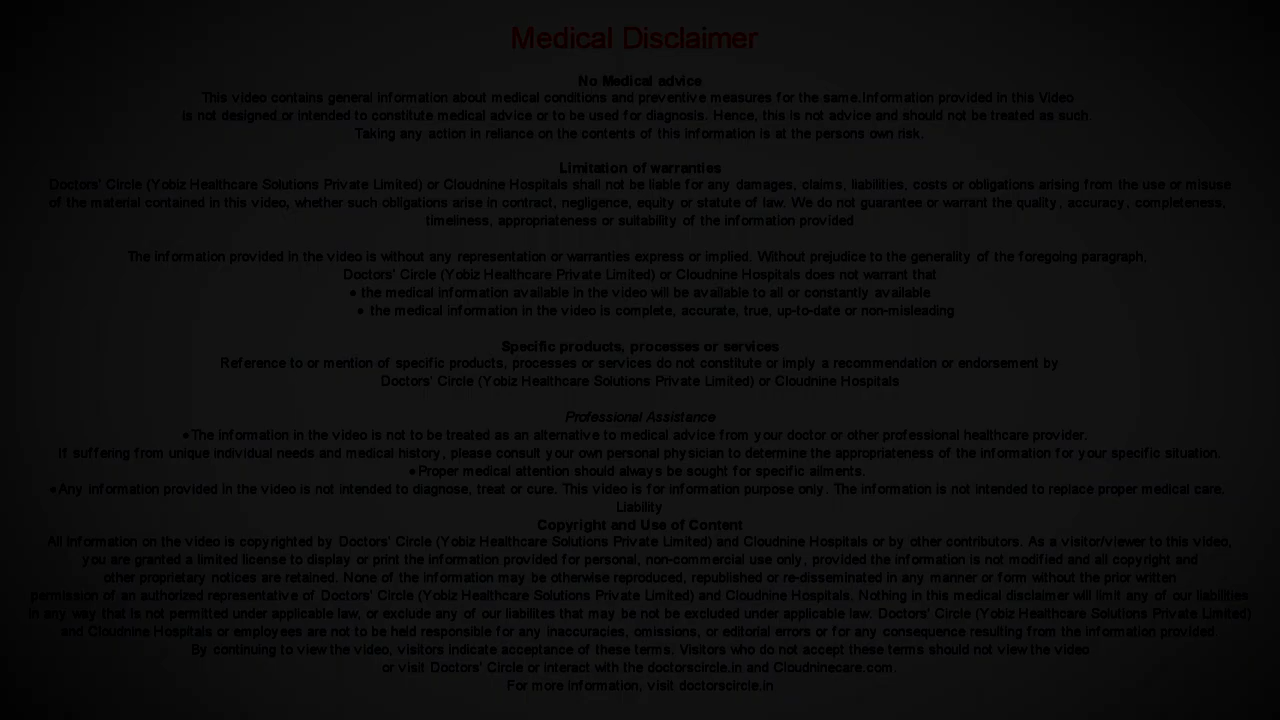 Medical Disclaimer
No Medical advice
This video contains general information about medical conditions and preventive measures for the same.Information provided in this Video
is not designed or intended to constitute medical advice or to be used for diagnosis. Hence, this is not advice and should not be treated as such.
Taking any action in reliance on the contents of this information is at the persons own risk.
Limitation of warranties
Doctors' Circle (Yobiz Healthcare Solutions Private Limited) or Cloudnine Hospitals shall not be liable for any damages, claims, liabilities, costs or obligations arising from the use or misuse
of the material contained in this video, whether such obligations arise in contract, negligence, equity or statute of law. We do not guarantee or warrant the quality, accuracy, completeness,
timeliness, appropriateness or suitability of the information provided
The information provided in the video is without any representation or warranties express or implied. Without prejudice to the generality of the foregoing paragraph,
Doctors' Circle (Yobiz Healthcare Private Limited) or Cloudnine Hospitals does not warrant that
● the medical information available in the video will be available to all or constantly available
● the medical information in the video is complete, accurate, true, up-to-date or non-misleading
Specific products, processes or services
Reference to or mention of specific products, processes or services do not constitute or imply a recommendation or endorsement by
Doctors' Circle (Yobiz Healthcare Solutions Private Limited) or Cloudnine Hospitals
Professional Assistance
●The information in the video is not to be treated as an alternative to medical advice from your doctor or other professional healthcare provider.
If suffering from unique individual needs and medical history, please consult your own personal physician to determine the appropriateness of the information for your specific situation.
●Proper medical attention should always be sought for specific ailments.
●Any information provided in the video is not intended to diagnose, treat or cure. This video is for information purpose only. The information is not intended to replace proper medical care.
Liability
Copyright and Use of Content
All information on the video is copyrighted by Doctors' Circle (Yobiz Healthcare Solutions Private Limited) and Cloudnine Hospitals or by other contributors. As a visitor/viewer to this video,
you are granted a limited license to display or print the information provided for personal, non-commercial use only, provided the information is not modified and all copyright and
other proprietary notices are retained. None of the information may be otherwise reproduced, republished or re-disseminated in any manner or form without the prior written
permission of an authorized representative of Doctors' Circle (Yobiz Healthcare Solutions Private Limited) and Cloudnine Hospitals. Nothing in this medical disclaimer will limit any of our liabilities
in any way that is not permitted under applicable law, or exclude any of our liabilites that may be not be excluded under applicable law. Doctors' Circle (Yobiz Healthcare Solutions Private Limited)
and Cloudnine Hospitals or employees are not to be held responsible for any inaccuracies, omissions, or editorial errors or for any consequence resulting from the information provided.
By continuing to view the video, visitors indicate acceptance of these terms. Visitors who do not accept these terms should not view the video
or visit Doctors' Circle or interact with the doctorscircle.in and Cloudninecare.com.
For more information, visit doctorscircle.in